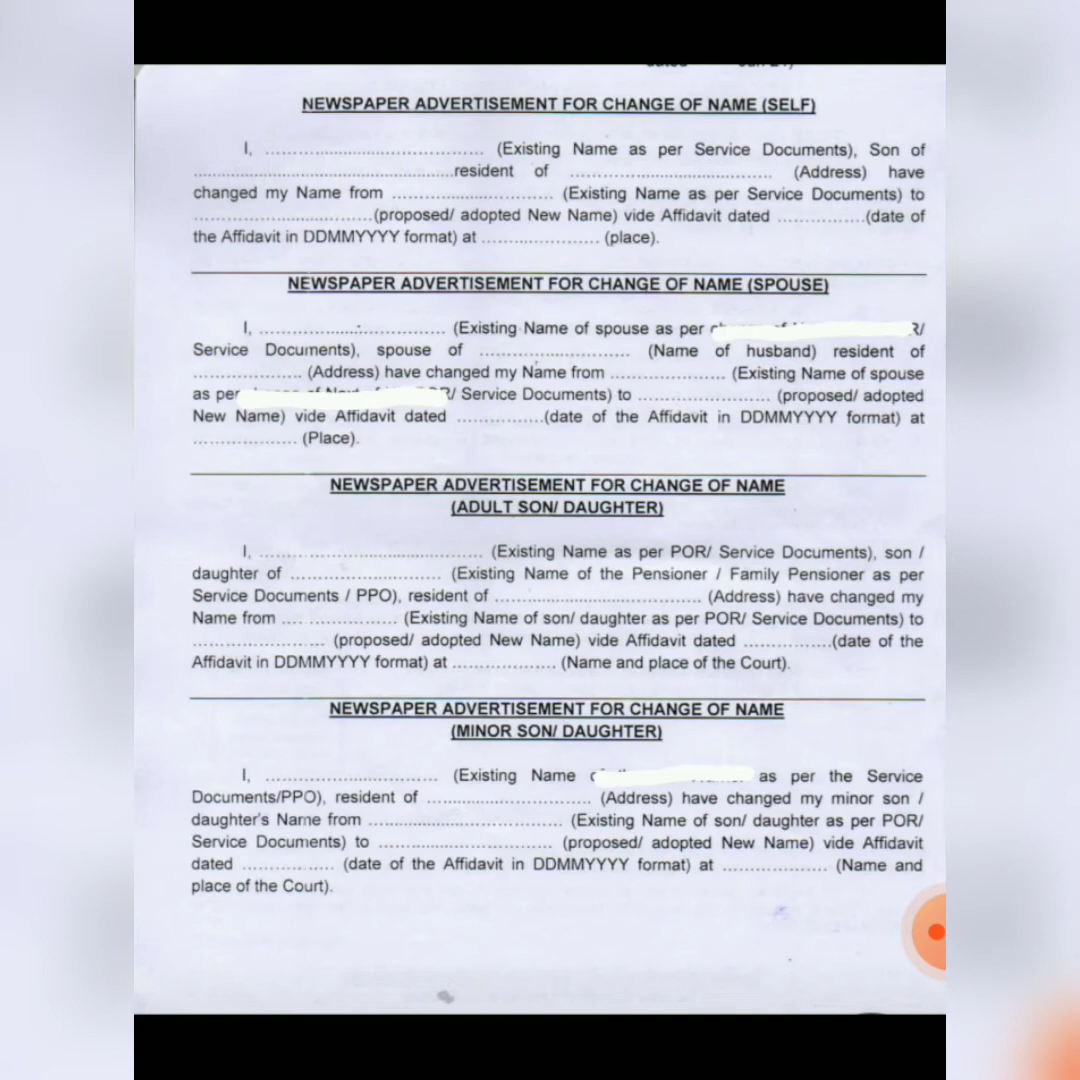 NEWSPAPER ADVERTISEMENT FOR CHANGE OF NAME (SELF)
I, ...................................... (Existing Name as per Service Documents), Son of
..............................................resident of .................................... (Address) have
changed my Name from ............................. (Existing Name as per Service Documents) to
................................(proposed/ adopted New Name) vide Affidavit dated ................(date of
the Affidavit in DDMMYYYY format) at ..................... (place).
NEWSPAPER ADVERTISEMENT FOR CHANGE OF NAME (SPOUSE)
I, ................................. (Existing Name of spouse as per R/
Service Documents), spouse of ........................... (Name of husband) resident of
.................... (Address) have changed my Name from ..................... (Existing Name of spouse
as per / Service Documents) to ........................ (proposed/ adopted
New Name) vide Affidavit dated ................(date of the Affidavit in DDMMYYYY format) at
................... (Place).
NEWSPAPER ADVERTISEMENT FOR CHANGE OF NAME
(ADULT SON/ DAUGHTER)
I, ........................................ (Existing Name as per POR/ Service Documents), son /
daughter of ........................... (Existing Name of the Pensioner / Family Pensioner as per
Service Documents / PPO), resident of ..................................... (Address) have changed my
Name from ..................... (Existing Name of son/ daughter as per POR/ Service Documents) to
........................ (proposed/ adopted New Name) vide Affidavit dated ................(date of the
Affidavit in DDMMYYYY format) at ................... (Name and place of the Court).
NEWSPAPER ADVERTISEMENT FOR CHANGE OF NAME
(MINOR SON/ DAUGHTER)
I, ............................... (Existing Name as per the Service
Documents/PPO), resident of .............................. (Address) have changed my minor son /
daughter's Name from ................................... (Existing Name of son/ daughter as per POR/
Service Documents) to ............................... (proposed/ adopted New Name) vide Affidavit
dated ................. (date of the Affidavit in DDMMYYYY format) at ................... (Name and
place of the Court).